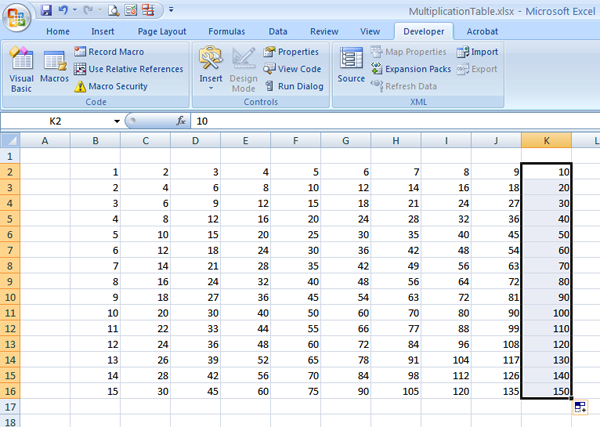 MultiplicationTable.xlsx - Microsoft Excel
Home Insert Page Layout Formulas Data Review View Developer Acrobat
Visual Basic Macros Record Macro Use Relative References Macro Security
Code
Insert Design Mode Properties View Code Run Dialog
Controls
Source Map Properties Expansion Packs Refresh Data Import Export
XML
K2 fx 10
A B C D E F G H I J K L
1
2 1 2 3 4 5 6 7 8 9 10
3 2 4 6 8 10 12 14 16 18 20
4 3 6 9 12 15 18 21 24 27 30
5 4 8 12 16 20 24 28 32 36 40
6 5 10 15 20 25 30 35 40 45 50
7 6 12 18 24 30 36 42 48 54 60
8 7 14 21 28 35 42 49 56 63 70
9 8 16 24 32 40 48 56 64 72 80
10 9 18 27 36 45 54 63 72 81 90
11 10 20 30 40 50 60 70 80 90 100
12 11 22 33 44 55 66 77 88 99 110
13 12 24 36 48 60 72 84 96 108 120
14 13 26 39 52 65 78 91 104 117 130
15 14 28 42 56 70 84 98 112 126 140
16 15 30 45 60 75 90 105 120 135 150
17
18